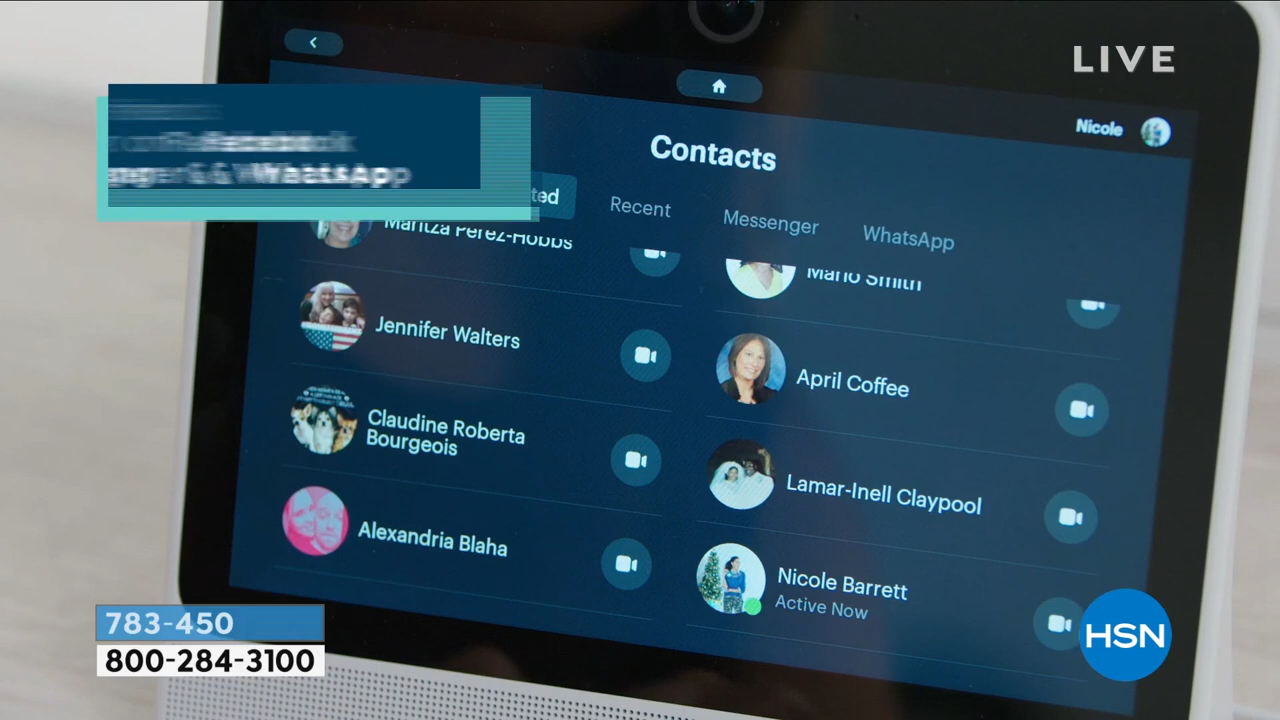 LIVE
Nicole
Contacts
Recent
Messenger
WhatsApp
WhatsApp
Maritza Perez-Hobbs
Mario Smith
Jennifer Walters
April Coffee
Claudine Roberta
Bourgeois
Lamar-Inell Claypool
Alexandria Blaha
Nicole Barrett
Active Now
783-450
800-284-3100
HSN